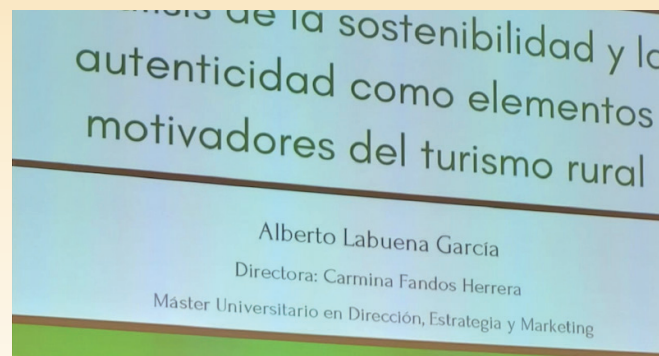 de la sostenibilidad y
autenticidad como elementos
motivadores del turismo rural
Alberto Labuena García
Directora: Carmina Fandos Herrera
Máster Universitario en Dirección, Estrategia y Marketing